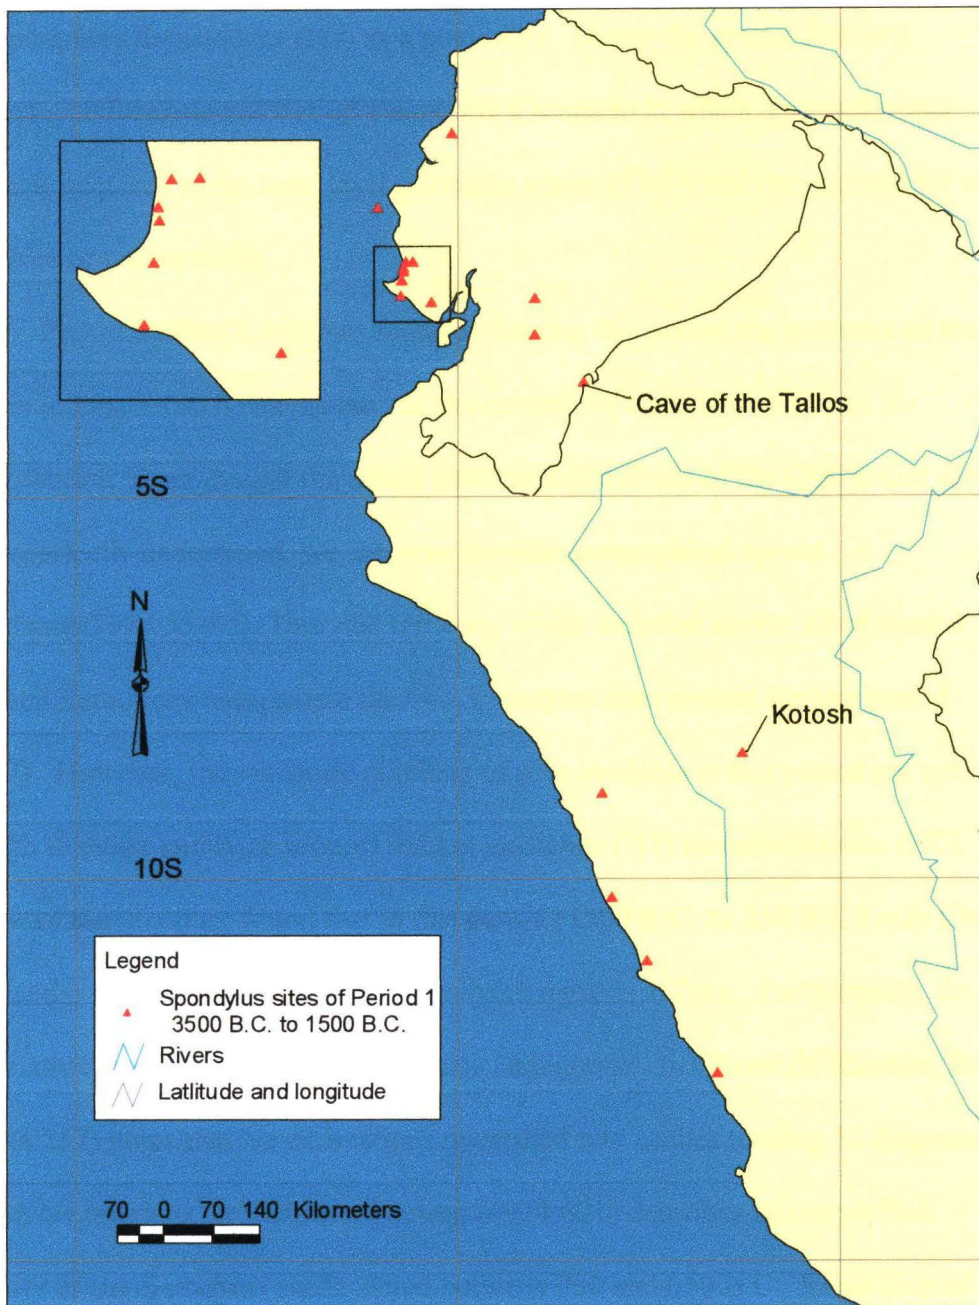 Cave of the Tallos
5S
N
Kotosh
10S
Legend
Spondylus sites of Period 1
3500 B.C. to 1500 B.C.
Rivers
Latlitude and longitude
70 0 70 140 Kilometers